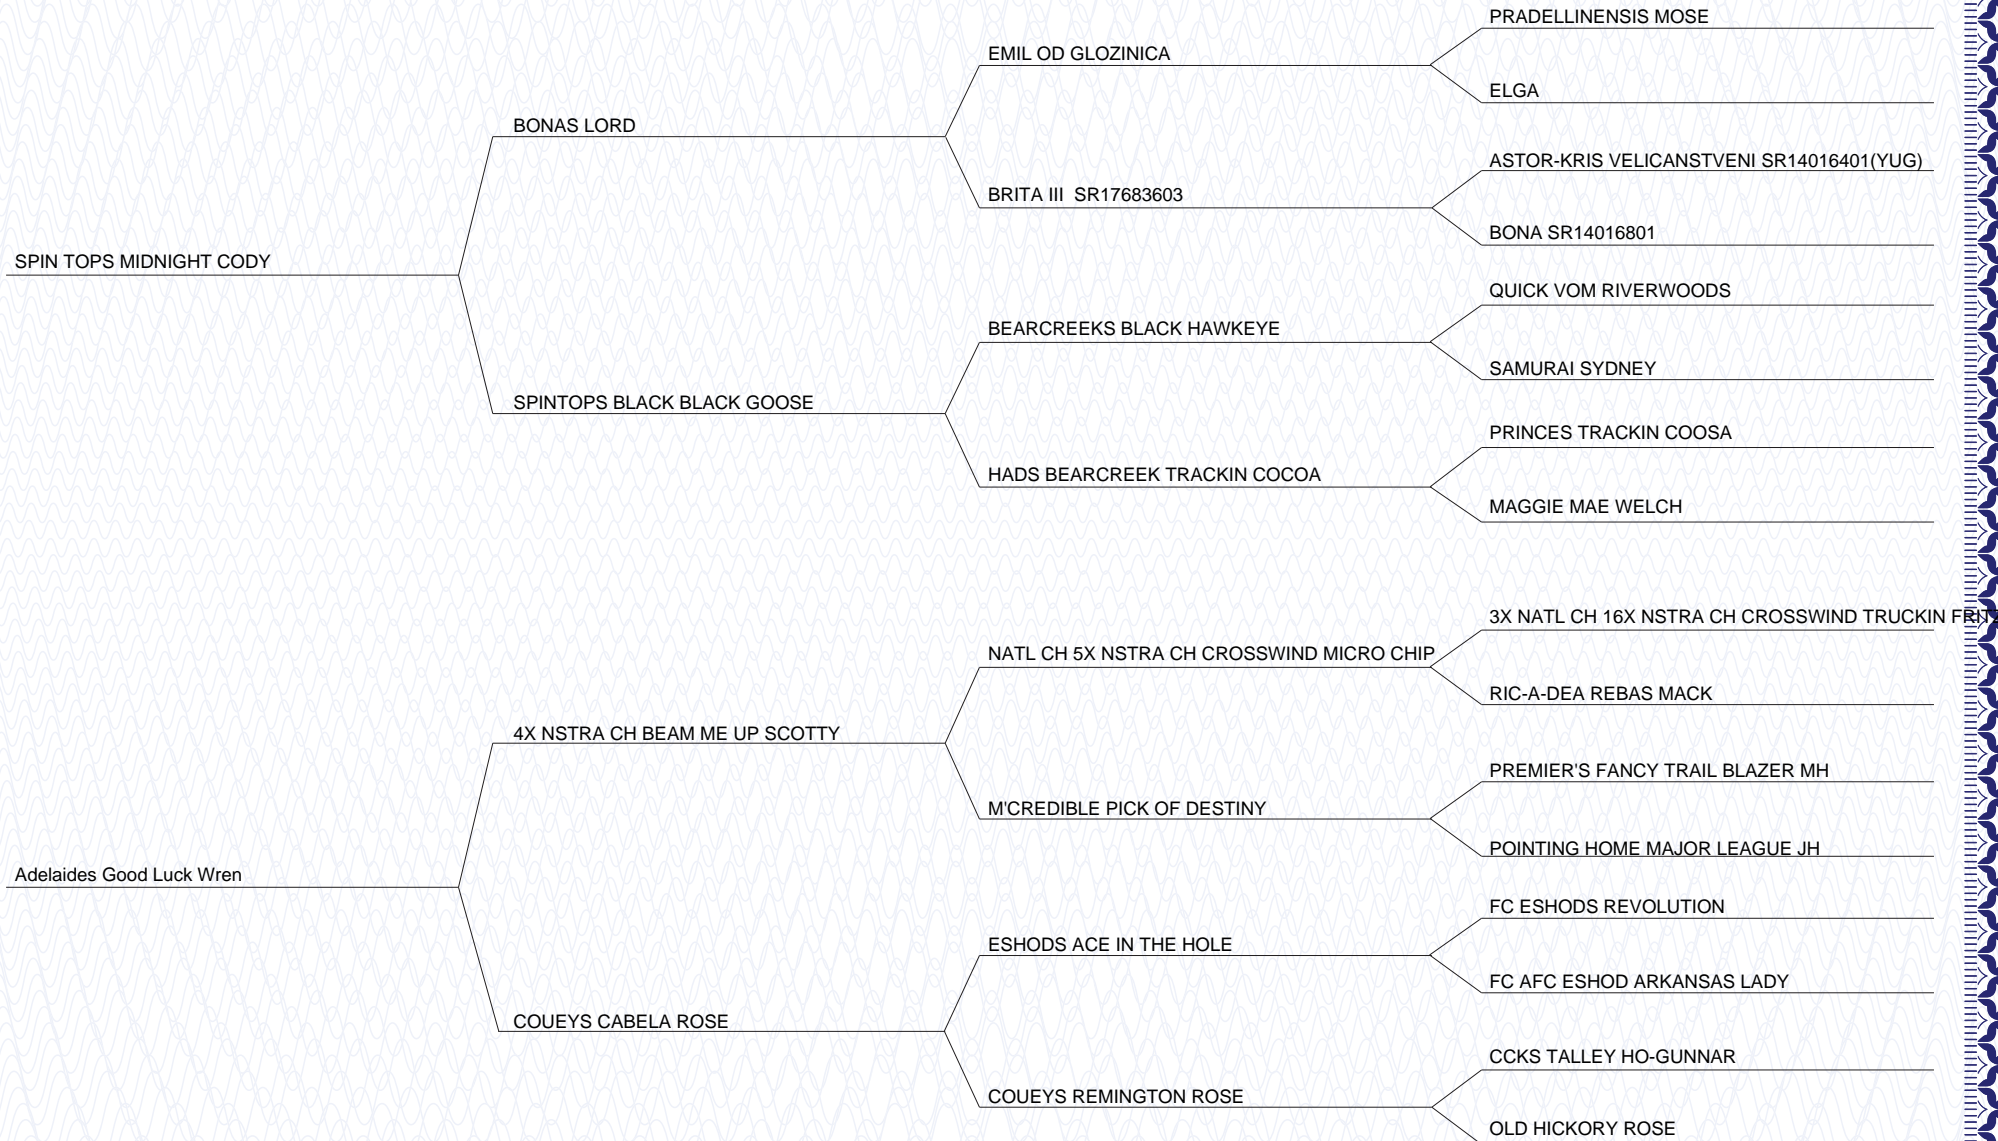 PRADELLINENSIS MOSE
EMIL OD GLOZINICA
ELGA
BONAS LORD
ASTOR-KRIS VELICANSTVENI SR14016401(YUG)
BRITA III  SR17683603
BONA SR14016801
SPIN TOPS MIDNIGHT CODY
QUICK VOM RIVERWOODS
BEARCREEKS BLACK HAWKEYE
SAMURAI SYDNEY
SPINTOPS BLACK BLACK GOOSE
PRINCES TRACKIN COOSA
HADS BEARCREEK TRACKIN COCOA
MAGGIE MAE WELCH
3X NATL CH 16X NSTRA CH CROSSWIND TRUCKIN
NATL CH 5X NSTRA CH CROSSWIND MICRO CHIP
RIC-A-DEA REBAS MACK
4X NSTRA CH BEAM ME UP SCOTTY
PREMIER'S FANCY TRAIL BLAZER MH
M'CREDIBLE PICK OF DESTINY
POINTING HOME MAJOR LEAGUE JH
Adelaides Good Luck Wren
FC ESHODS REVOLUTION
ESHODS ACE IN THE HOLE
FC AFC ESHOD ARKANSAS LADY
COUEYS CABELA ROSE
CCKS TALLEY HO-GUNNAR
COUEYS REMINGTON ROSE
OLD HICKORY ROSE